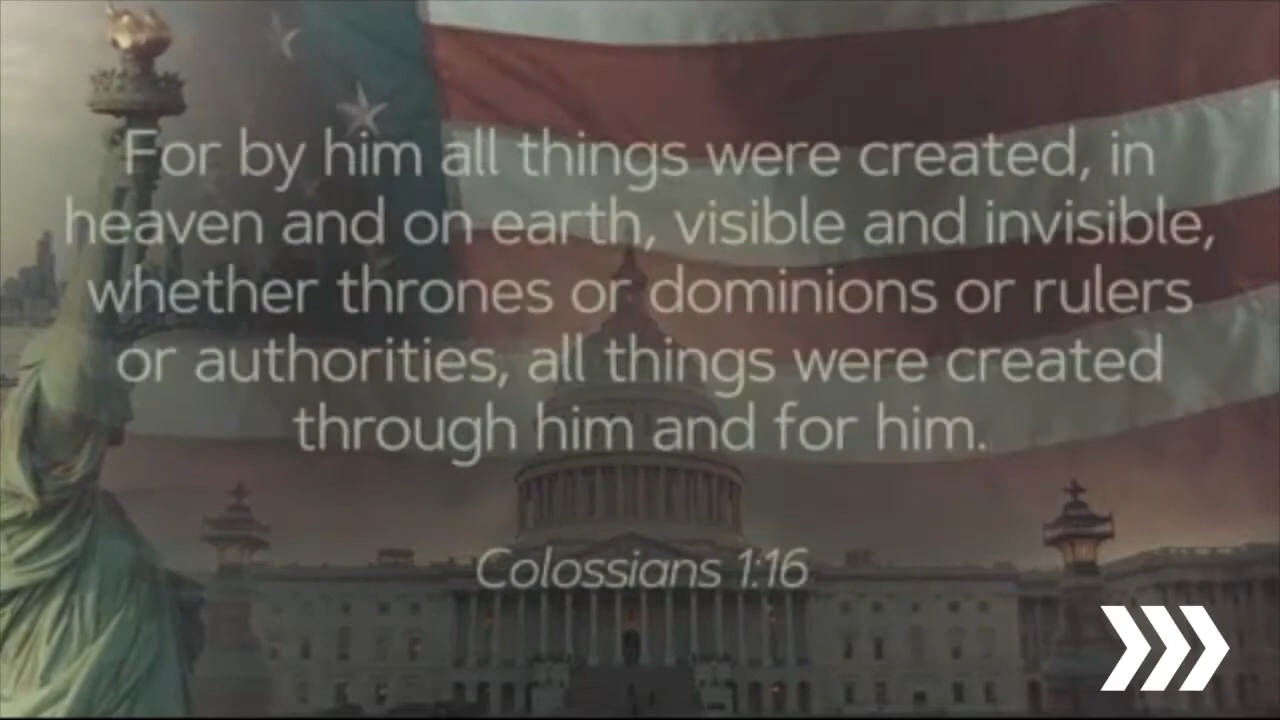 For by him all things were created, in
heaven and on earth, visible and invisible,
whether thrones or dominions or rulers
or authorities, all things were created
through him and for him.
Colossians 1:16